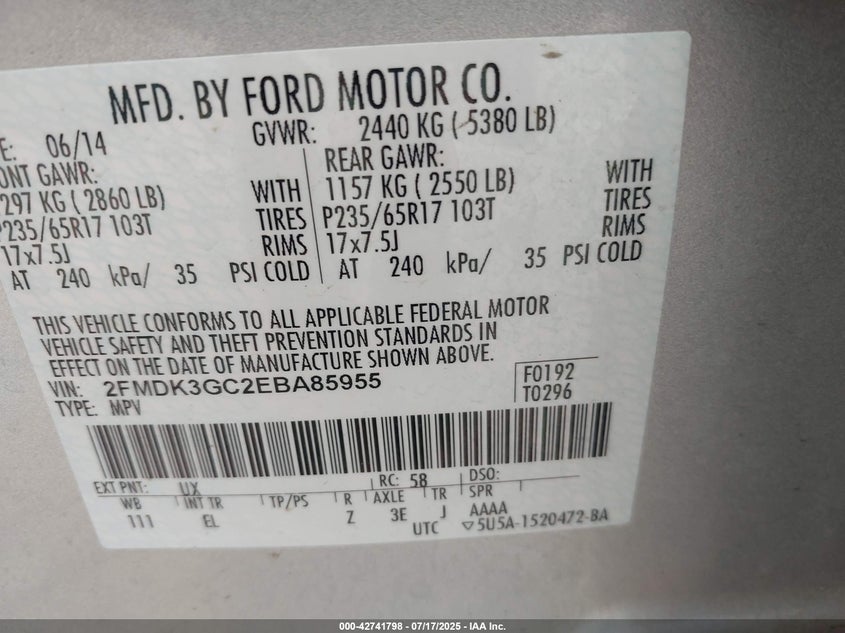 MFD. BY FORD MOTOR CO.
E: 06/14 GVWR: 2440 KG ( 5380 LB)
ONT GAWR: REAR GAWR:
297 KG ( 2860 LB) WITH 1157 KG ( 2550 LB) WITH
P235/65R17 103T TIRES P235/65R17 103T TIRES
17x7.5J RIMS 17x7.5J RIMS
AT 240 kPa/ 35 PSI COLD AT 240 kPa/ 35 PSI COLD
THIS VEHICLE CONFORMS TO ALL APPLICABLE FEDERAL MOTOR
VEHICLE SAFETY AND THEFT PREVENTION STANDARDS IN
EFFECT ON THE DATE OF MANUFACTURE SHOWN ABOVE.
VIN: 2FMDK3GC2EBA85955 F0192
TYPE: MPV T0296
EXT PNT: UX RC: 58 DSO:
WB INT TR TP/PS R AXLE TR SPR
111 EL Z 3E J AAAA
UTC ▽5U5A-1520472-BA
000-42741798 - 07/17/2025 - IAA Inc.